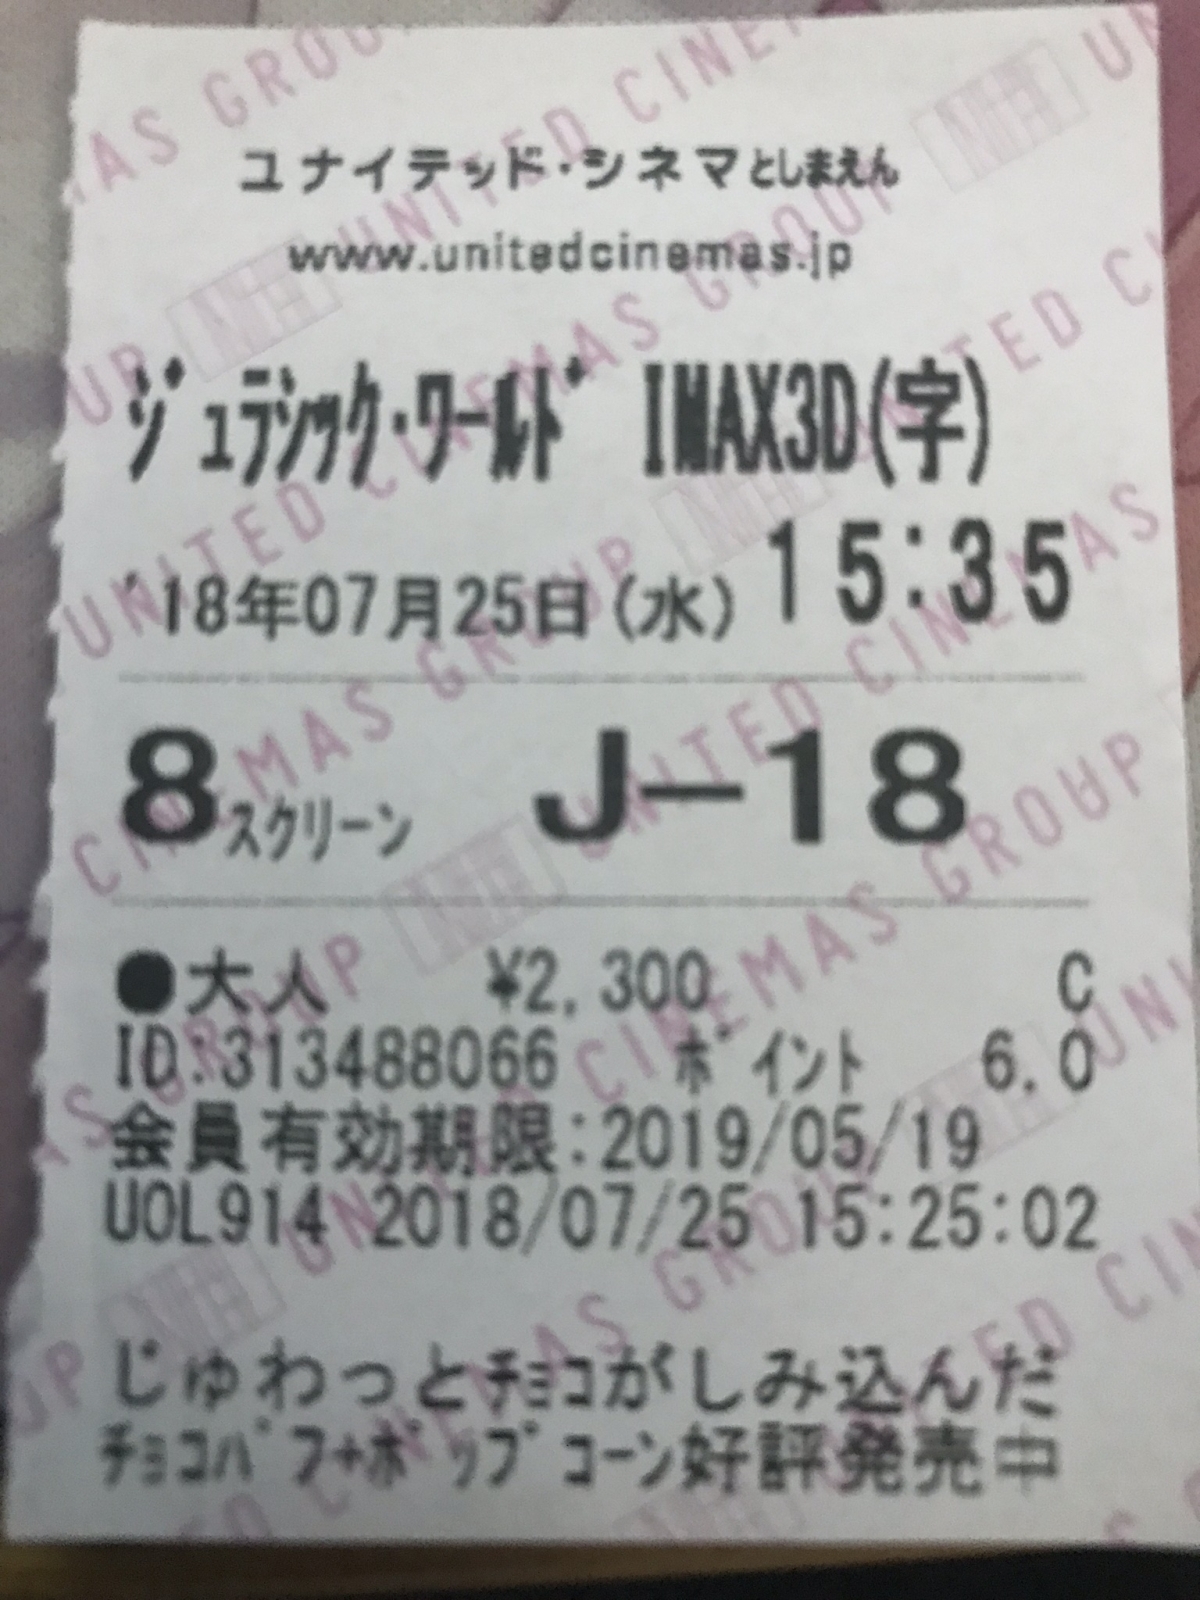 ユナイテッド・シネマとしまえん
www.unitedcinemas.jp
ｼﾞｭﾗｼｯｸ・ﾜｰﾙﾄﾞ IMAX3D(字)
'18年07月25日(水) 15:35
8スクリーン J−18
●大人 ¥2,300 C
ID:313488066 ﾎﾟｲﾝﾄ 6.0
会員有効期限:2019/05/19
UOL914 2018/07/25 15:25:02
じゅわっとﾁｮｺがしみ込んだ
ﾁｮｺﾊﾟﾌ+ﾎﾟｯﾌﾟｺｰﾝ好評発売中
UNITED CINEMAS GROUP